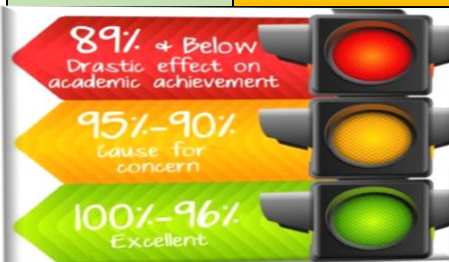 89% & Below
Drastic effect on
academic achievement
95%-90%
Cause for
concern
100%-96%
Excellent